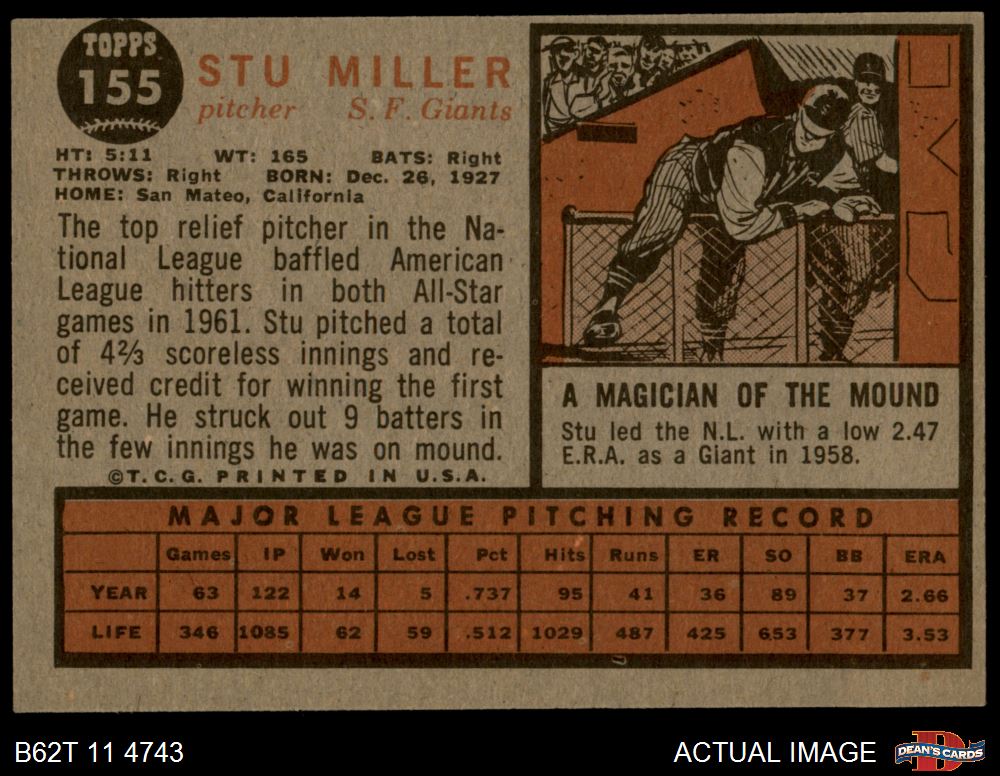 TOPPS
155
STU MILLER
pitcher S. F. Giants
HT: 5:11 WT: 165 BATS: Right
THROWS: Right BORN: Dec. 26, 1927
HOME: San Mateo, California
The top relief pitcher in the Na-
tional League baffled American
League hitters in both All-Star
games in 1961. Stu pitched a total
of 4⅔ scoreless innings and re-
ceived credit for winning the first
game. He struck out 9 batters in
the few innings he was on mound.
©T. C. G. PRINTED IN U.S.A.
A MAGICIAN OF THE MOUND
Stu led the N.L. with a low 2.47
E.R.A. as a Giant in 1958.
MAJOR LEAGUE PITCHING RECORD
Games IP Won Lost Pct Hits Runs ER SO BB ERA
YEAR 63 122 14 5 .737 95 41 36 89 37 2.66
LIFE 346 1085 62 59 .512 1029 487 425 653 377 3.53
B62T 11 4743 ACTUAL IMAGE DEAN'S CARDS